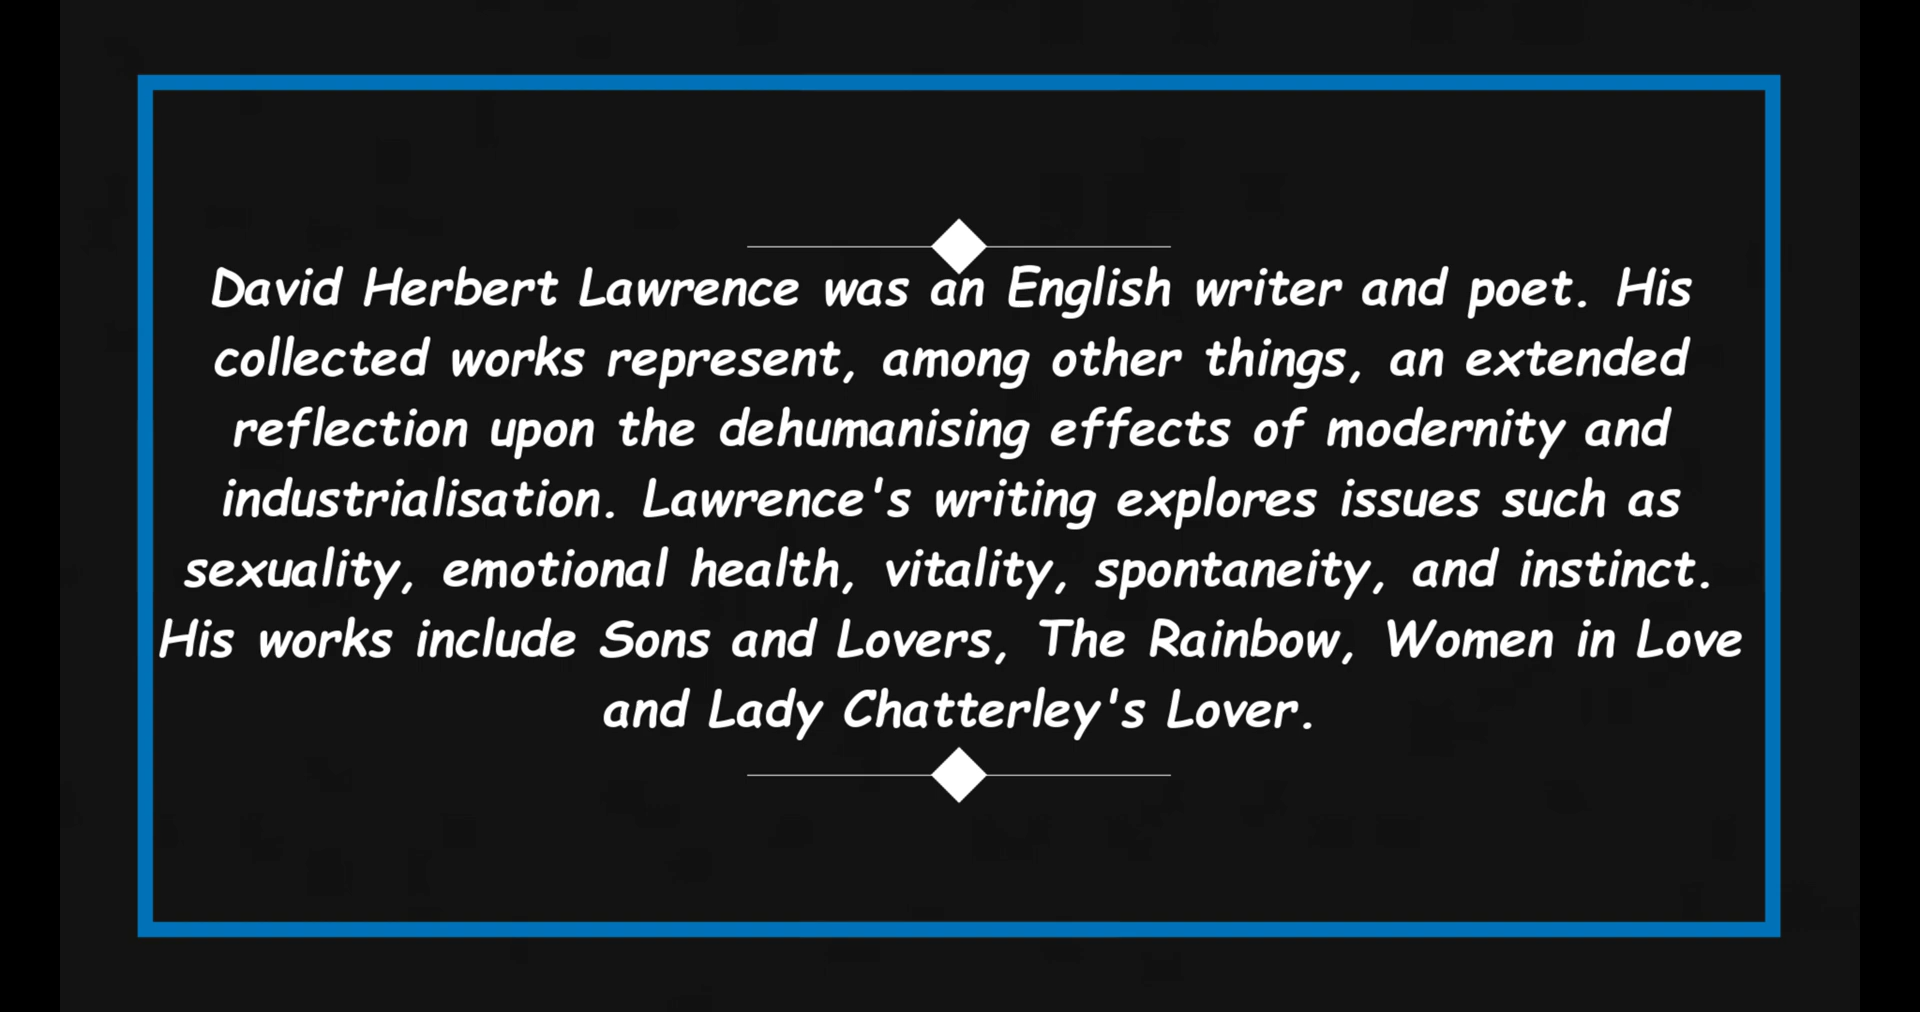 David Herbert Lawrence was an English writer and poet. His
collected works represent, among other things, an extended
reflection upon the dehumanising effects of modernity and
industrialisation. Lawrence's writing explores issues such as
sexuality, emotional health, vitality, spontaneity, and instinct.
His works include Sons and Lovers, The Rainbow, Women in Love
and Lady Chatterley's Lover.